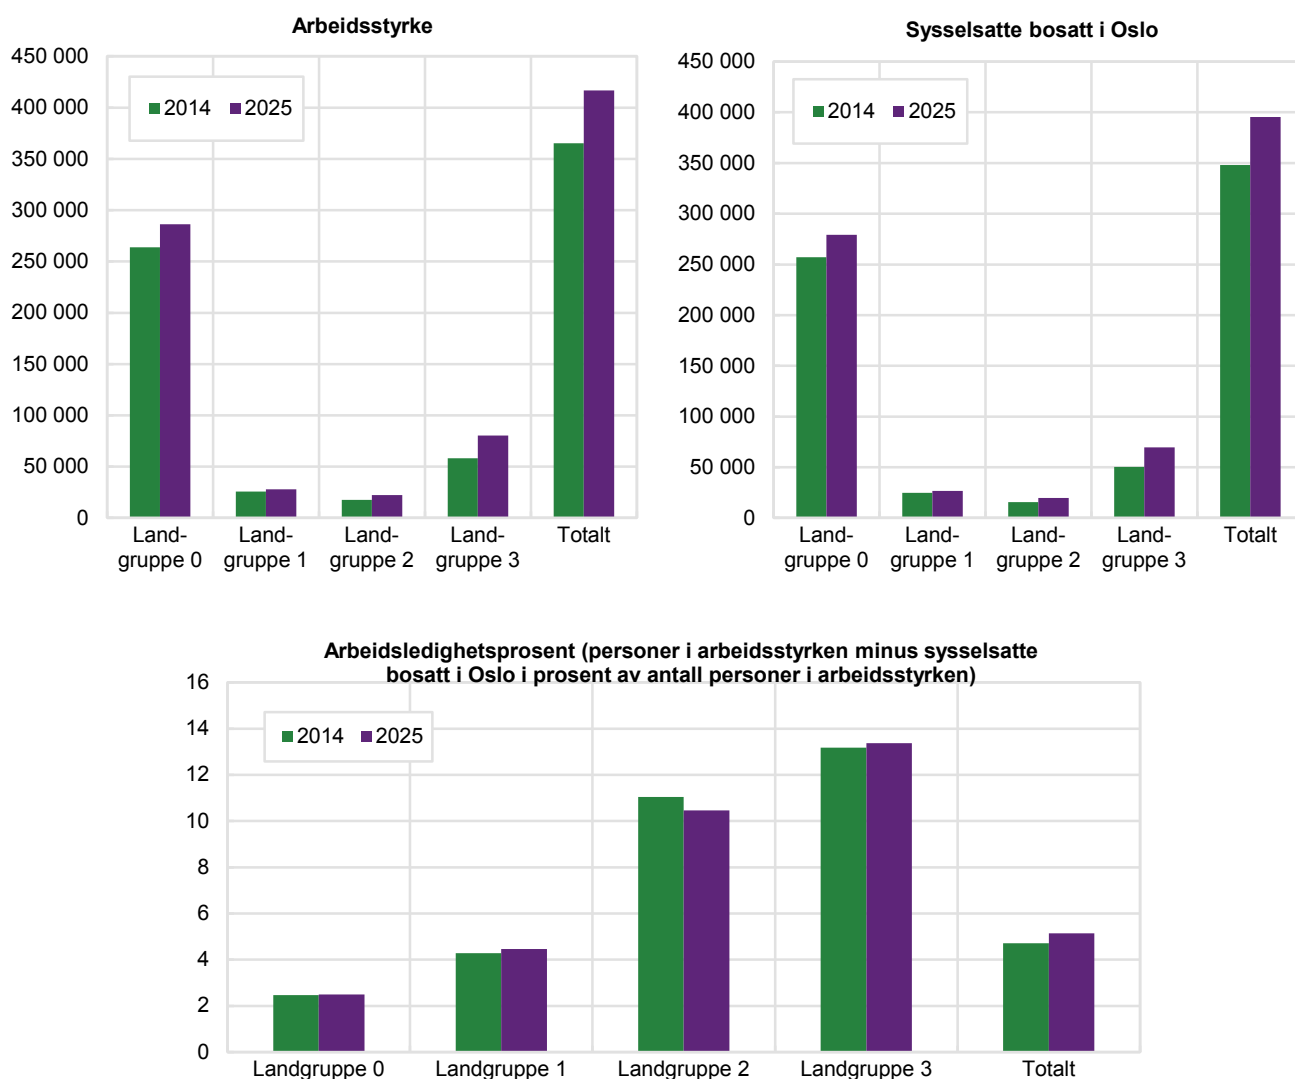 Arbeidsstyrke
450 000
400 000
350 000
300 000
250 000
200 000
150 000
100 000
50 000
0
2014 2025
Land-
gruppe 0
Land-
gruppe 1
Land-
gruppe 2
Land-
gruppe 3
Totalt
Sysselsatte bosatt i Oslo
450 000
400 000
350 000
300 000
250 000
200 000
150 000
100 000
50 000
0
2014 2025
Land-
gruppe 0
Land-
gruppe 1
Land-
gruppe 2
Land-
gruppe 3
Totalt
Arbeidsledighetsprosent (personer i arbeidsstyrken minus sysselsatte
bosatt i Oslo i prosent av antall personer i arbeidsstyrken)
16
14
12
10
8
6
4
2
0
2014 2025
Landgruppe 0 Landgruppe 1 Landgruppe 2 Landgruppe 3 Totalt